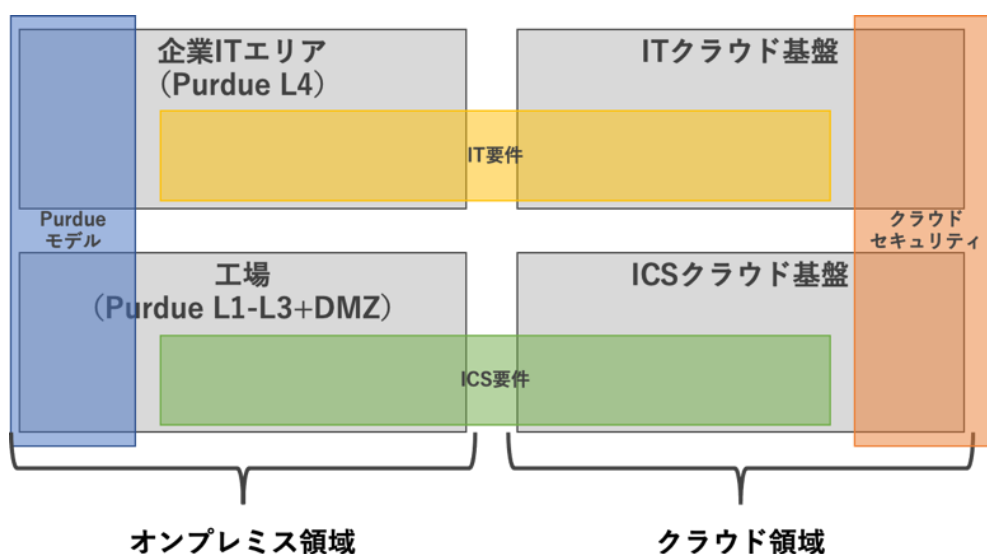 企業ITエリア
(Purdue L4)
ITクラウド基盤
IT要件
Purdue
モデル
クラウド
セキュリティ
工場
(Purdue L1-L3+DMZ)
ICSクラウド基盤
ICS要件
オンプレミス領域
クラウド領域